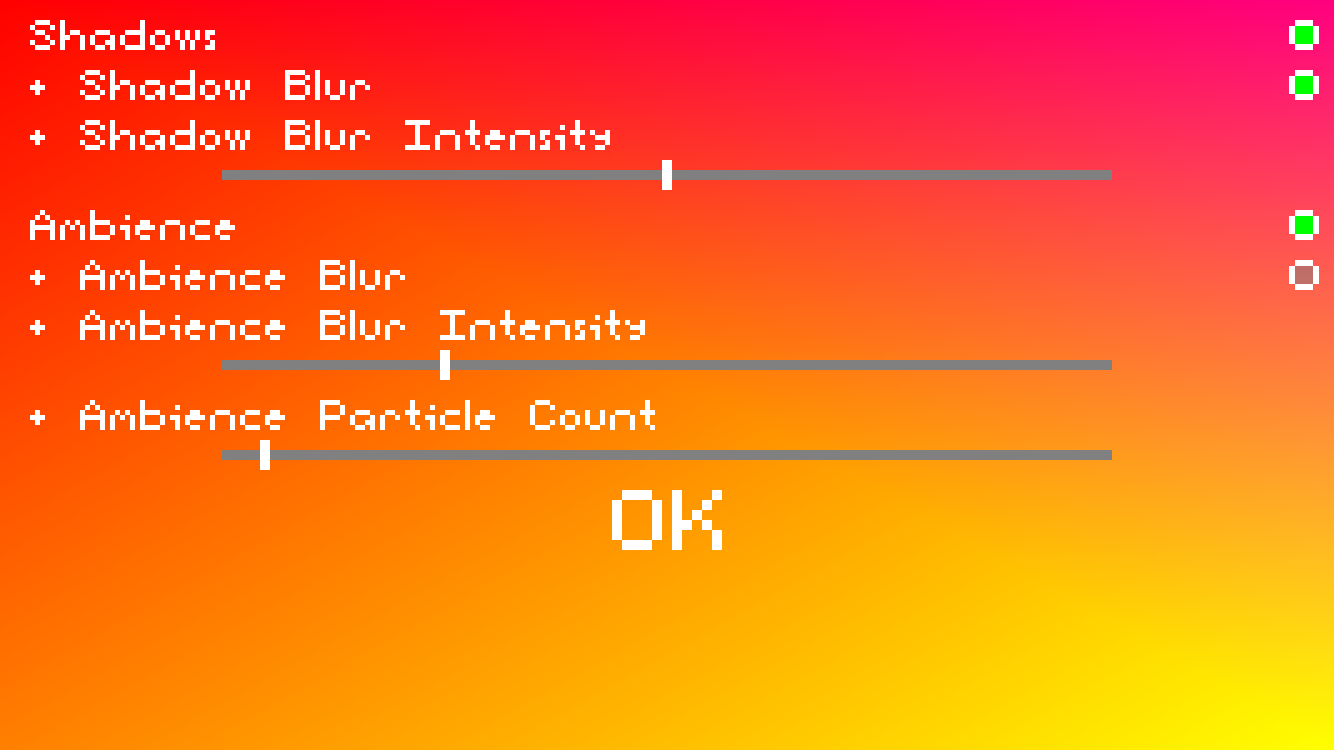 Shadows
+ Shadow Blur
+ Shadow Blur Intensity
Ambience
+ Ambience Blur
+ Ambience Blur Intensity
+ Ambience Particle Count
OK